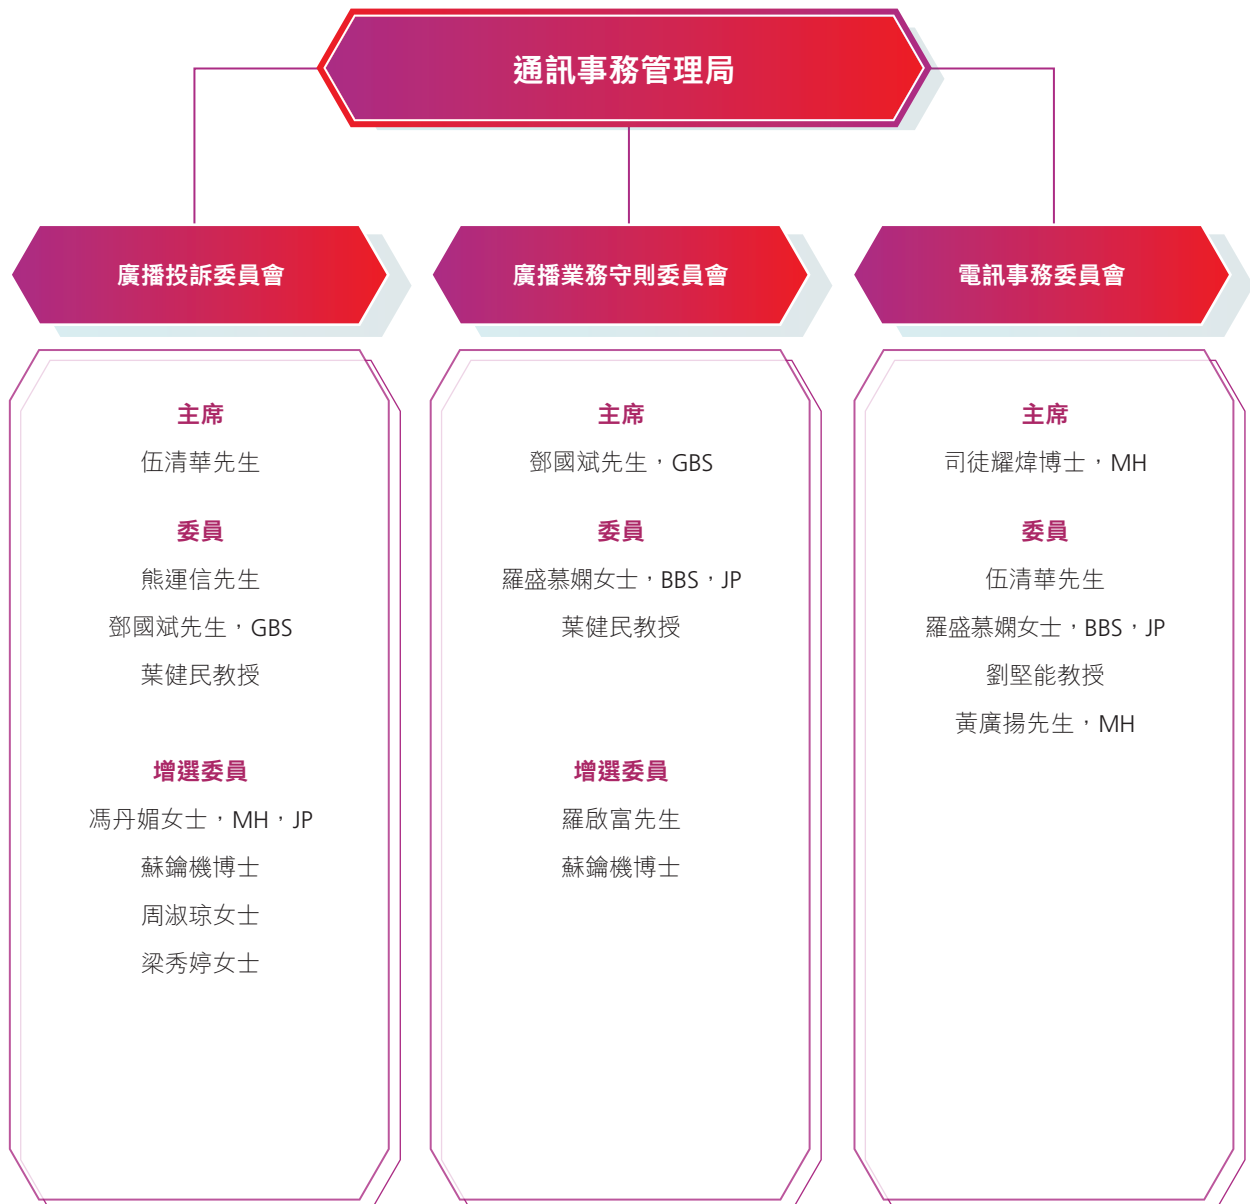 通訊事務管理局
廣播投訴委員會
主席
伍清華先生
委員
熊運信先生
鄧國斌先生，GBS
葉健民教授
增選委員
馮丹媚女士，MH，JP
蘇鑰機博士
周淑琼女士
梁秀婷女士
廣播業務守則委員會
主席
鄧國斌先生，GBS
委員
羅盛慕嫻女士，BBS，JP
葉健民教授
增選委員
羅啟富先生
蘇鑰機博士
電訊事務委員會
主席
司徒耀煒博士，MH
委員
伍清華先生
羅盛慕嫻女士，BBS，JP
劉堅能教授
黃廣揚先生，MH